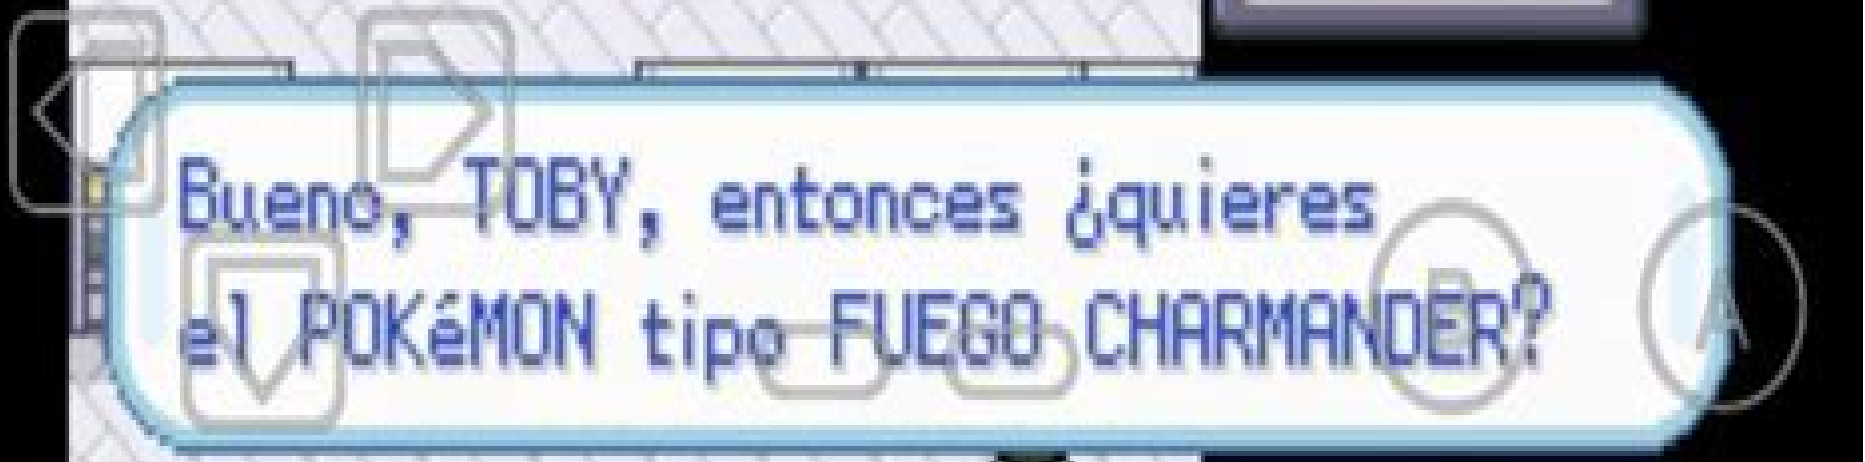 Bueno, TOBY, entonces ¿quieres
el POKéMON tipo FUEGO CHARMANDER?
B
A